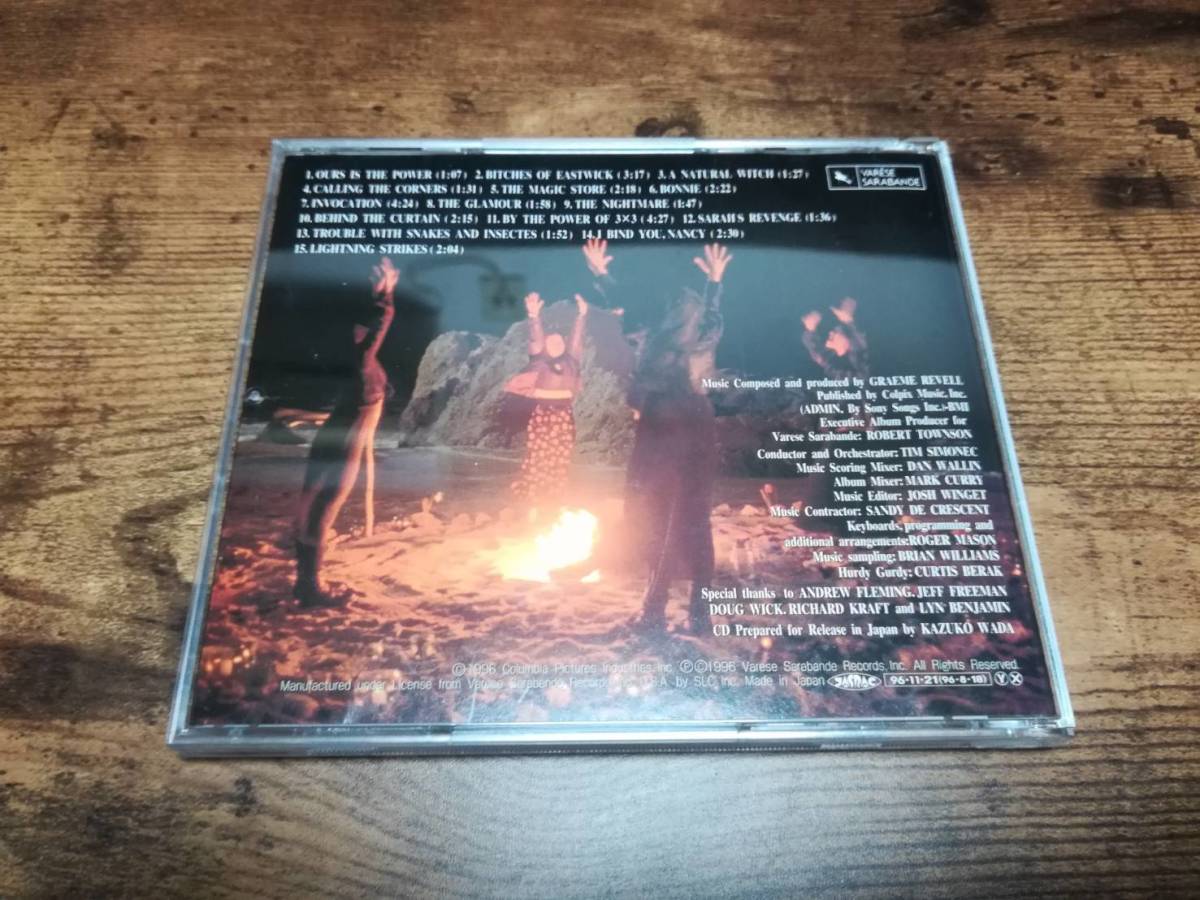 1. OURS IS THE POWER (1:07) 2. BITCHES OF EASTWICK (3:17) 3. A NATURAL WITCH (1:27)
4. CALLING THE CORNERS (1:31) 5. THE MAGIC STORE (2:18) 6. BONNIE (2:22)
7. INVOCATION (4:24) 8. THE GLAMOUR (1:58) 9. THE NIGHTMARE (1:47)
10. BEHIND THE CURTAIN (2:15) 11. BY THE POWER OF 3×3 (4:27) 12. SARAH'S REVENGE (1:36)
13. TROUBLE WITH SNAKES AND INSECTES (1:52) 14. I BIND YOU, NANCY (2:30)
15. LIGHTNING STRIKES (2:04)
VARÈSE
SARABANDE
Music Composed and produced by GRAEME REVELL
Published by Colpix Music, Inc.
(ADMIN. By Sony Songs Inc.)-BMI
Executive Album Producer for
Varese Sarabande: ROBERT TOWNSON
Conductor and Orchestrator: TIM SIMONEC
Music Scoring Mixer: DAN WALLIN
Album Mixer: MARK CURRY
Music Editor: JOSH WINGET
Music Contractor: SANDY DE CRESCENT
Keyboards, programming and
additional arrangements: ROGER MASON
Music sampling: BRIAN WILLIAMS
Hurdy Gurdy: CURTIS BERAK
Special thanks to ANDREW FLEMING, JEFF FREEMAN
DOUG WICK, RICHARD KRAFT and LYN BENJAMIN
CD Prepared for Release in Japan by KAZUKO WADA
©1996 Columbia Pictures Industries, Inc. ℗©1996 Varese Sarabande Records, Inc. All Rights Reserved.
Manufactured under License from Varese Sarabande Records, Inc. U.S.A. by SLC, Inc. Made in Japan JASRAC 96-11-21(96-8-18) Y X